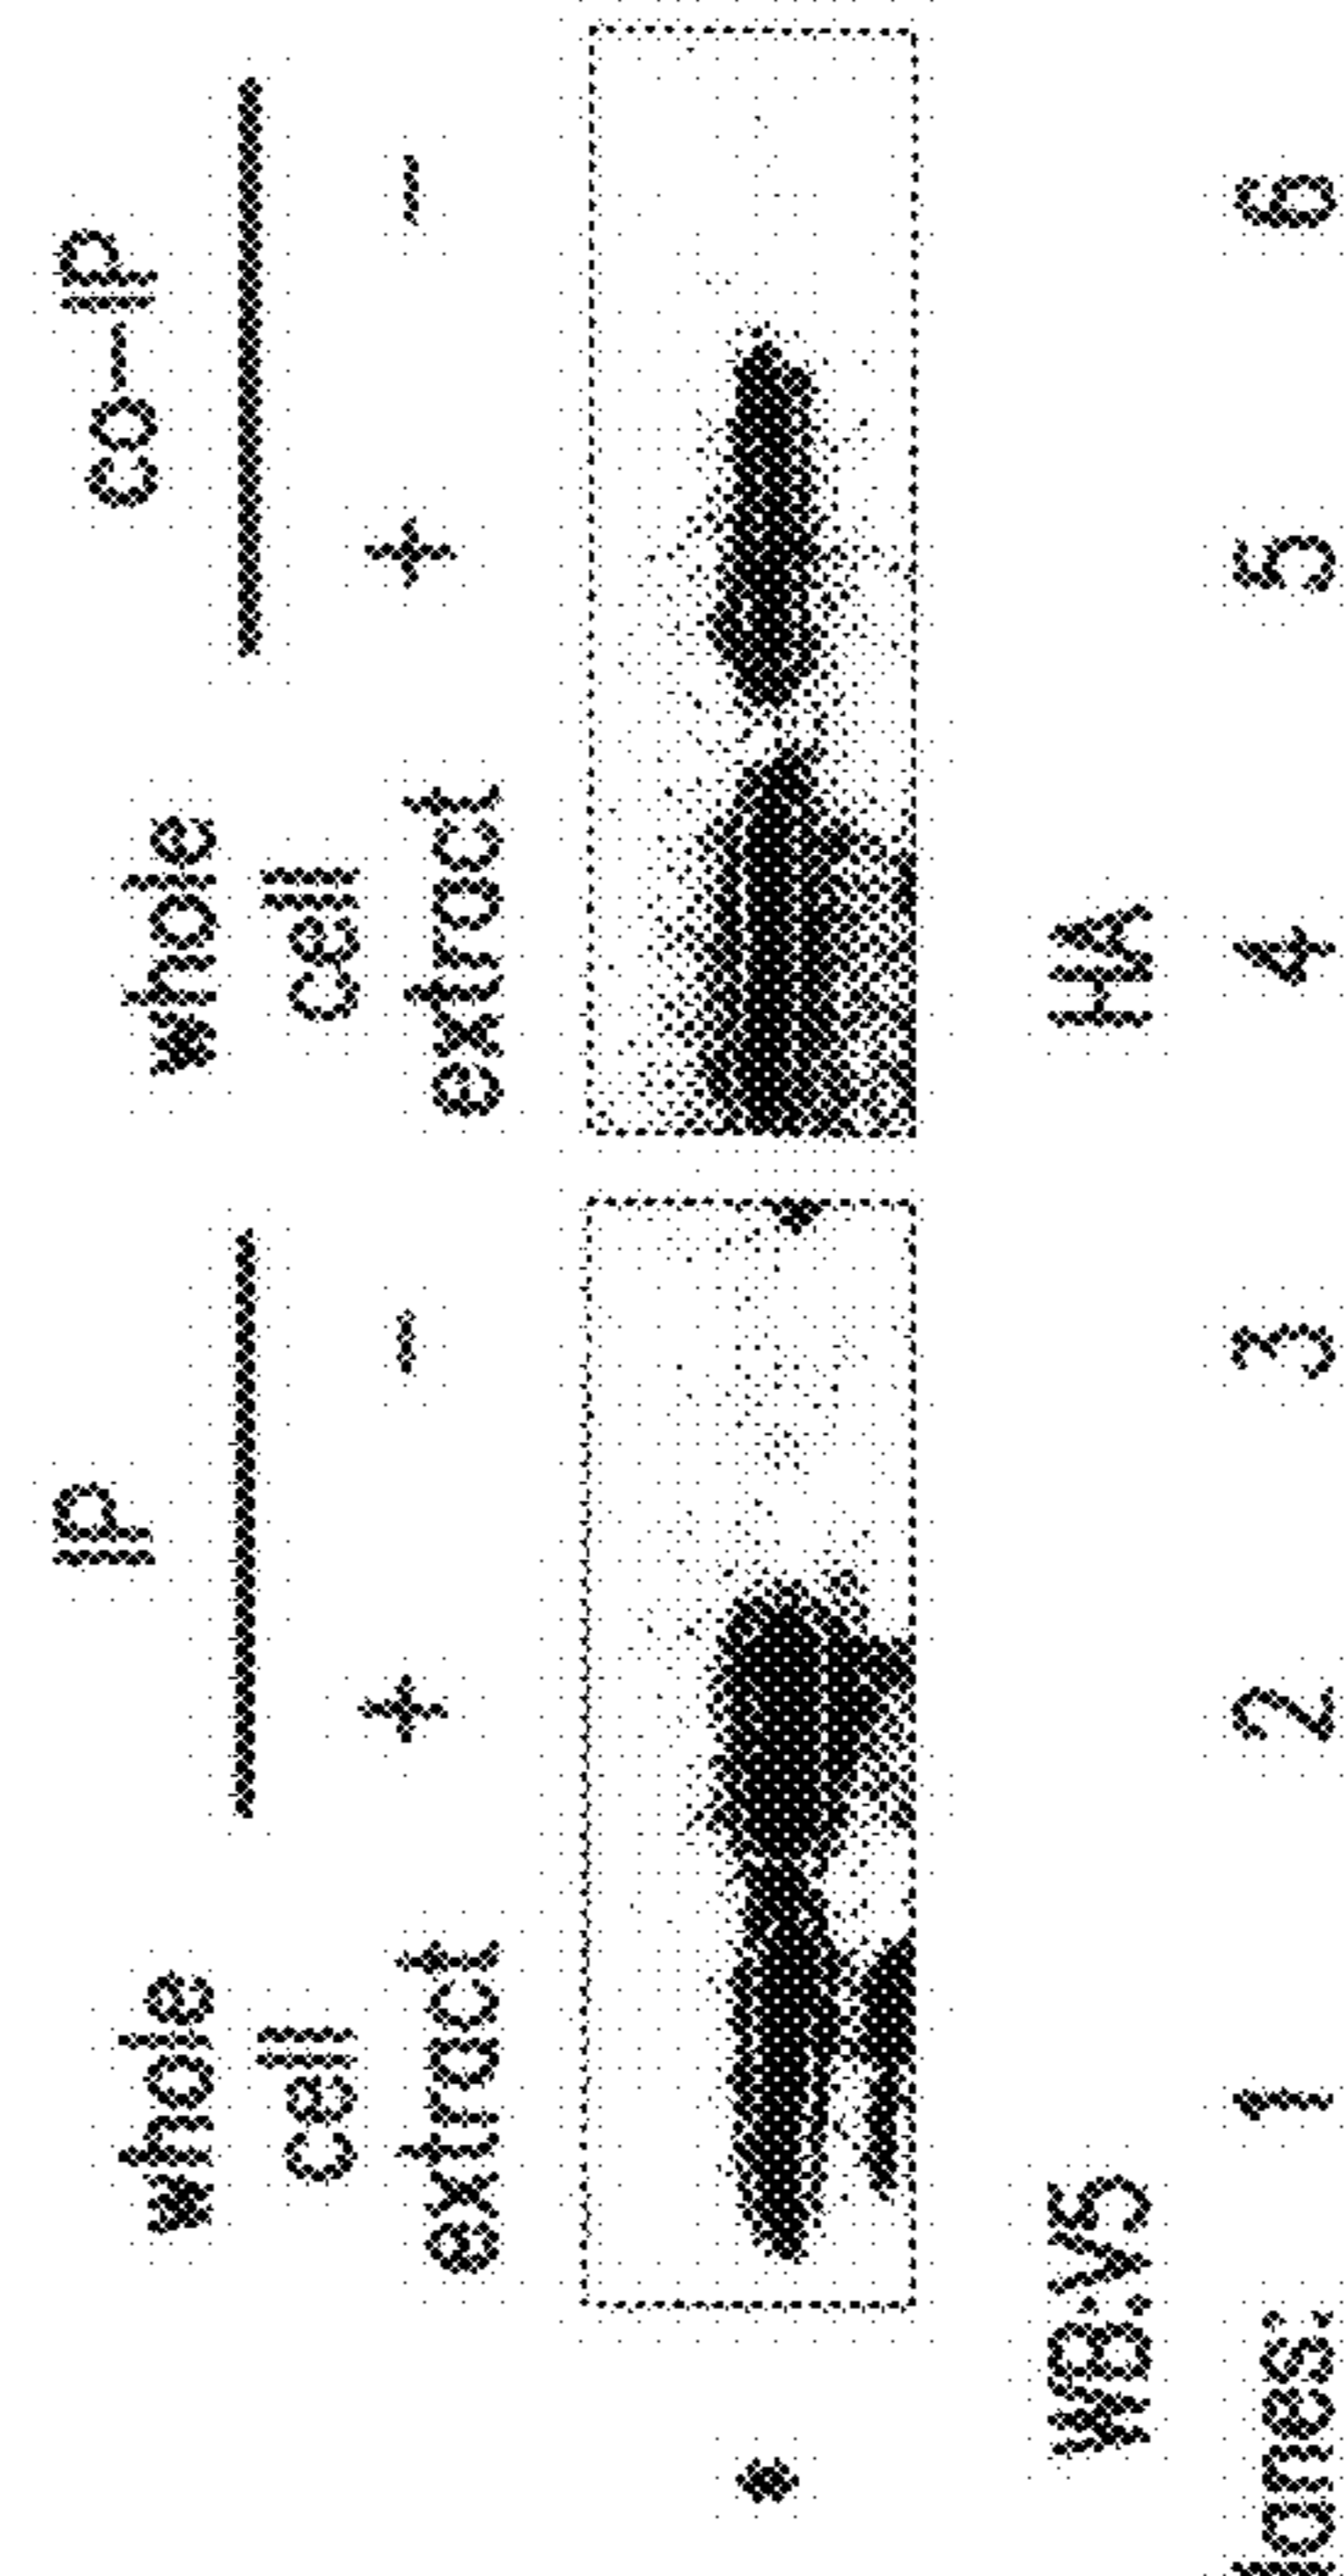 IP co-IP
whole whole
cell cell
extract + - extract + -
*
WB:V5 HA
lanes: 1 2 3 4 5 6